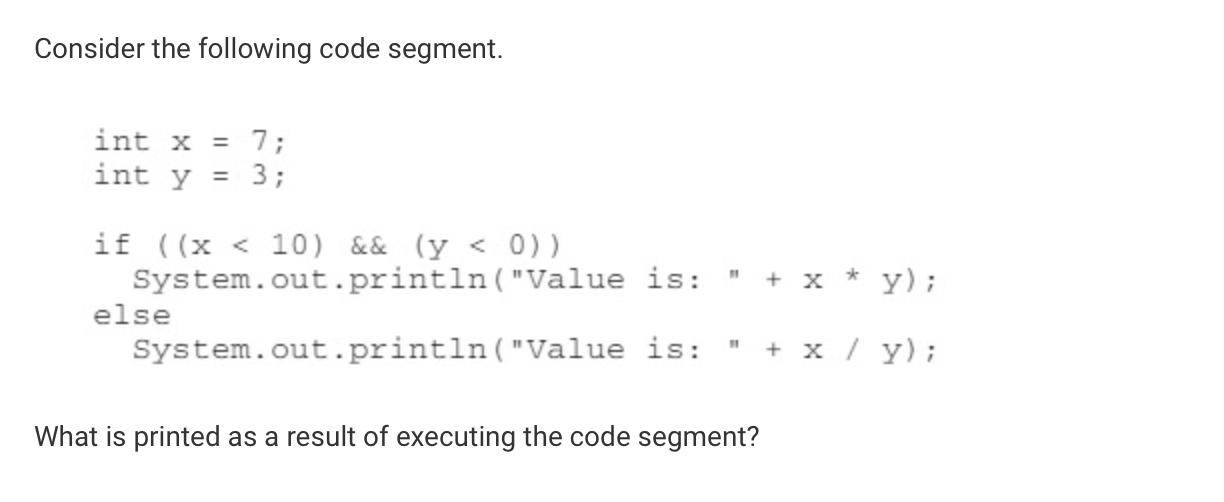 Consider the following code segment.
int x = 7;
int y = 3;
if ((x < 10) && (y < 0))
System.out.println("Value is: " + x * y);
else
System.out.println("Value is: " + x / y);
What is printed as a result of executing the code segment?